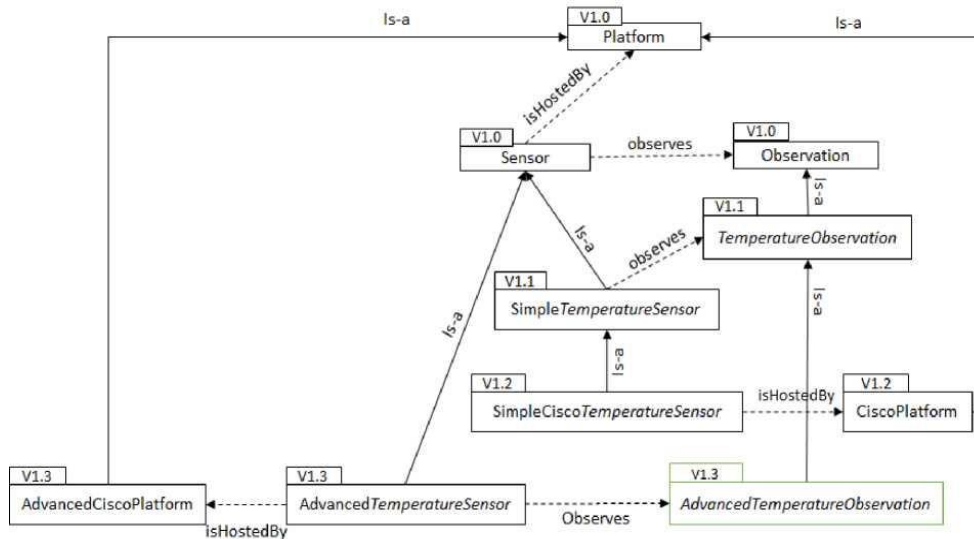 Is-a
V1.0
Is-a
Platform
isHostedBy
V1.0
V1.0
Sensor
observes
Observation
Is-a
V1.1
TemperatureObservation
Is-a
observes
V1.1
SimpleTemperatureSensor
Is-a
Is-a
Is-a
V1.2
V1.2
SimpleCiscoTemperatureSensor
isHostedBy
CiscoPlatform
V1.3
V1.3
V1.3
AdvancedCiscoPlatform
AdvancedTemperatureSensor
AdvancedTemperatureObservation
isHostedBy
Observes